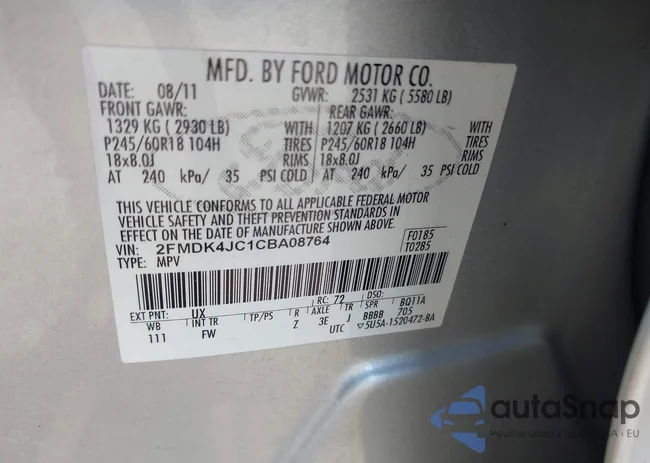 MFD. BY FORD MOTOR CO.
DATE: 08/11 GVWR: 2531 KG ( 5580 LB)
FRONT GAWR: REAR GAWR:
1329 KG ( 2930 LB) WITH 1207 KG ( 2660 LB) WITH
P245/60R18 104H TIRES P245/60R18 104H TIRES
18x8.0J RIMS 18x8.0J RIMS
AT 240 kPa/ 35 PSI COLD AT 240 kPa/ 35 PSI COLD
THIS VEHICLE CONFORMS TO ALL APPLICABLE FEDERAL MOTOR
VEHICLE SAFETY AND THEFT PREVENTION STANDARDS IN
EFFECT ON THE DATE OF MANUFACTURE SHOWN ABOVE.
VIN: 2FMDK4JC1CBA08764 F0185
TYPE: MPV T0285
EXT PNT: UX RC: 72 DSO:
WB INT TR TP/PS R AXLE TR SPR BQ11A
111 FW Z 3E J BBBB 705
UTC ▽5U5A-1520472-BA
autaSnap